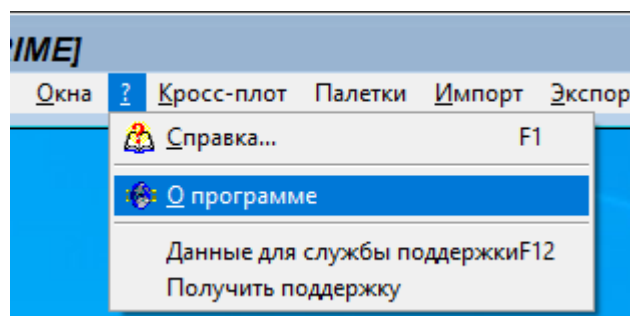 IME]
Окна ? Кросс-плот Палетки Импорт Экспор
Справка... F1
О программе
Данные для службы поддержкиF12
Получить поддержку